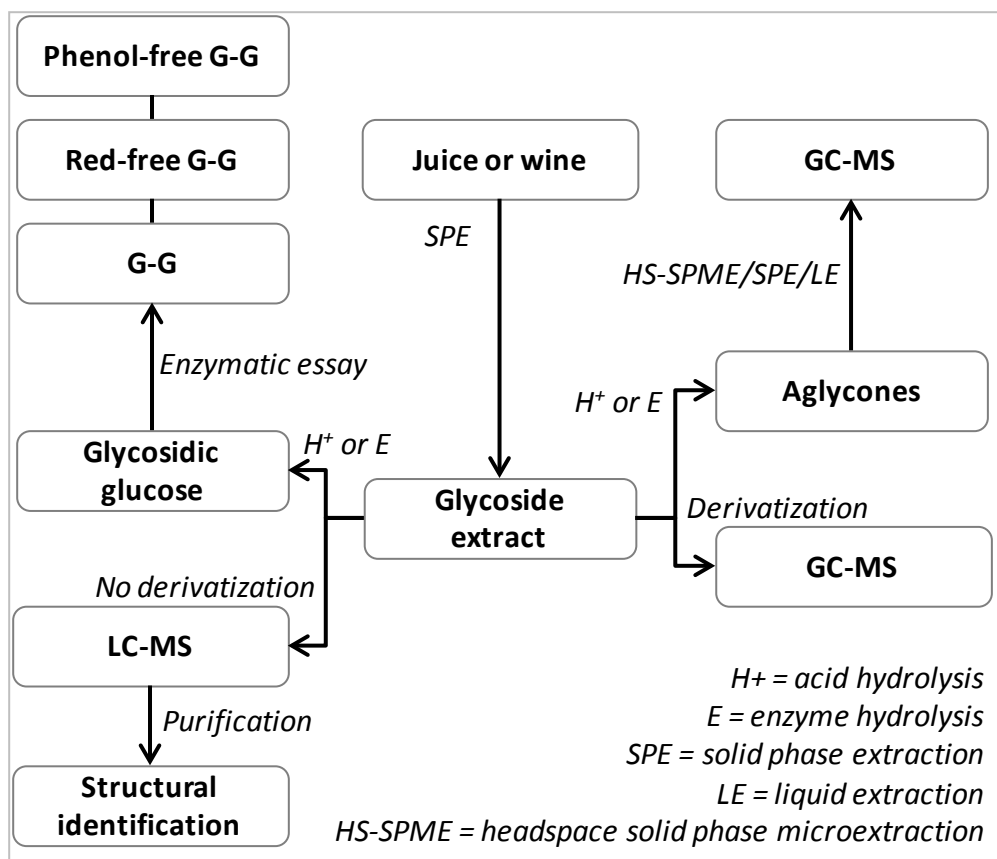 Phenol-free G-G
Red-free G-G
Juice or wine
GC-MS
G-G
SPE
HS-SPME/SPE/LE
Enzymatic essay
H⁺ or E
Aglycones
H⁺ or E
Glycosidic
glucose
Glycoside
extract
Derivatization
No derivatization
GC-MS
LC-MS
Purification
Structural
identification
H+ = acid hydrolysis
E = enzyme hydrolysis
SPE = solid phase extraction
LE = liquid extraction
HS-SPME = headspace solid phase microextraction